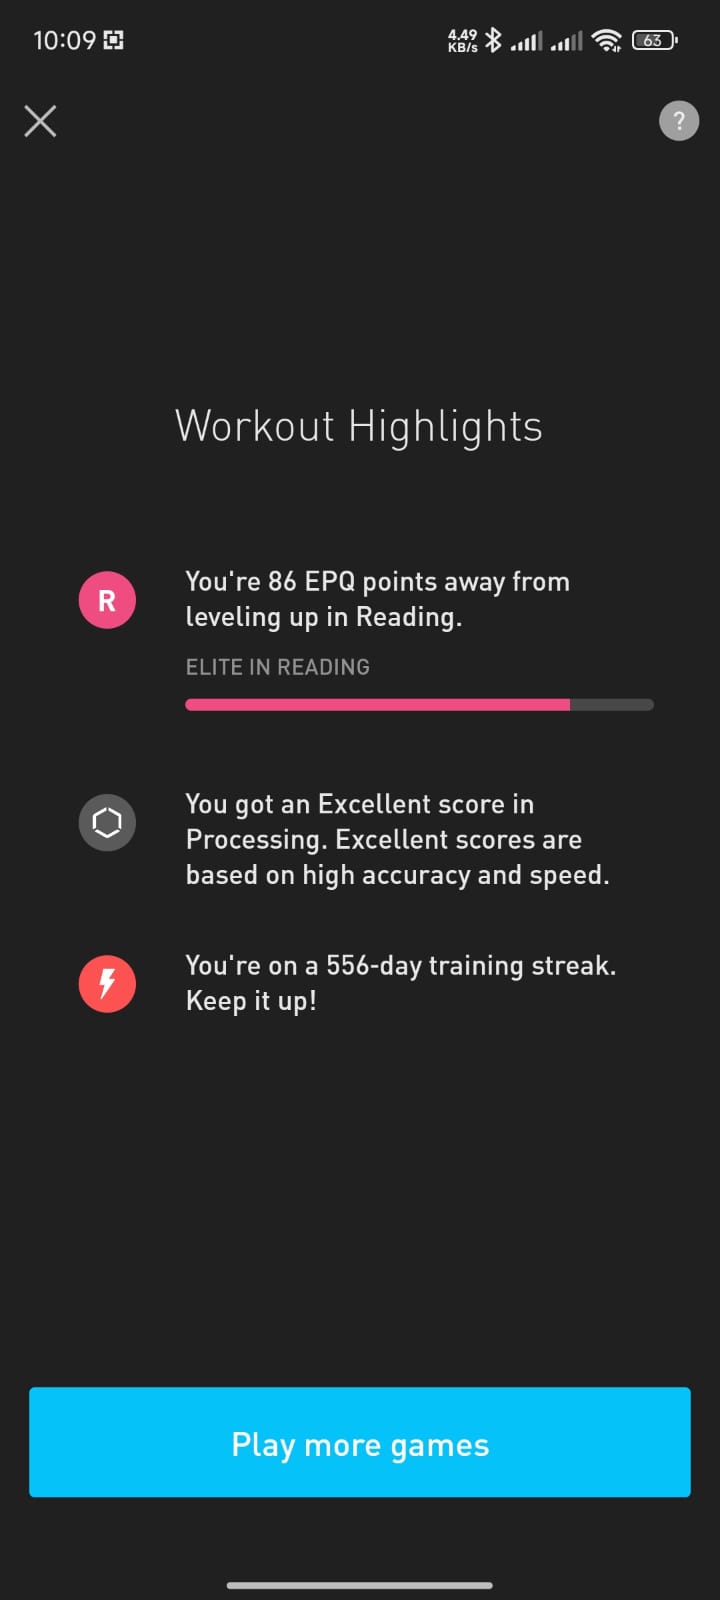 10:09
4.49
KB/s
63
?
Workout Highlights
R
You're 86 EPQ points away from
leveling up in Reading.
ELITE IN READING
You got an Excellent score in
Processing. Excellent scores are
based on high accuracy and speed.
You're on a 556-day training streak.
Keep it up!
Play more games